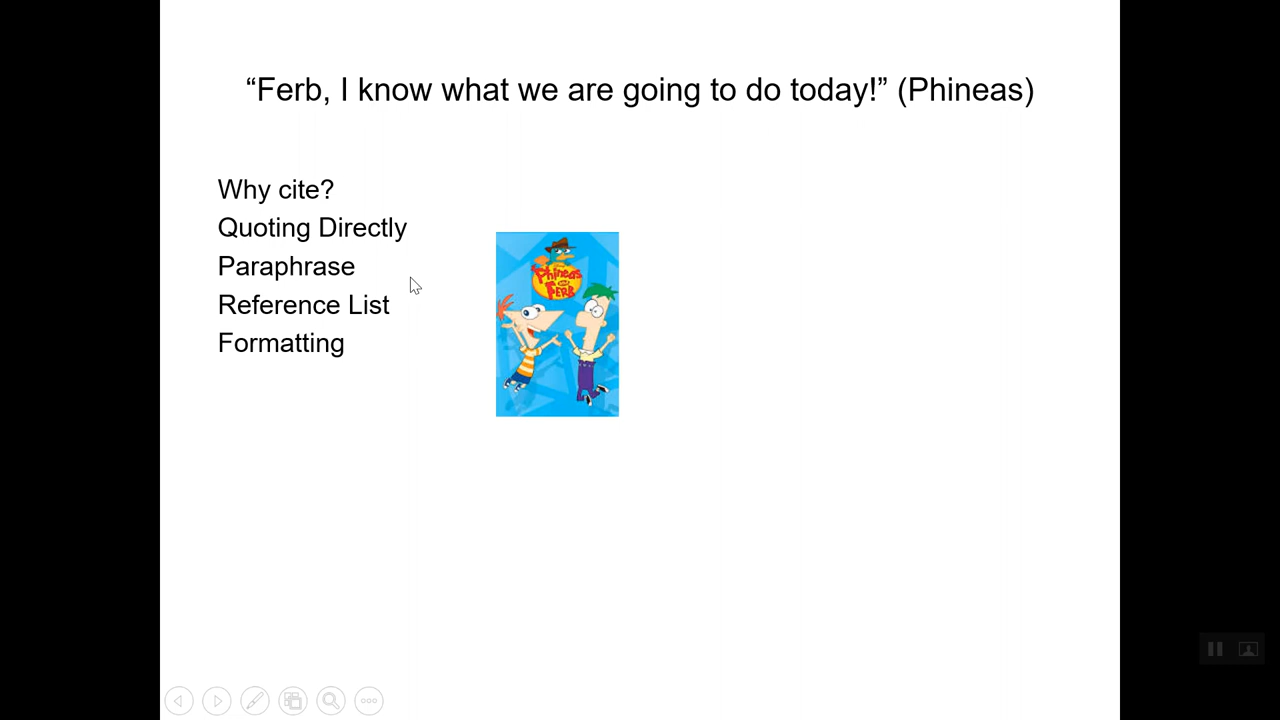 “Ferb, I know what we are going to do today!” (Phineas)
Why cite?
Quoting Directly
Paraphrase
Reference List
Formatting
Phineas
and
Ferb